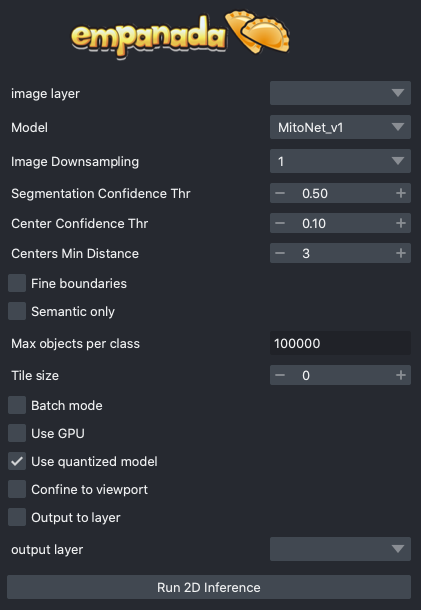 empanada
image layer
Model MitoNet_v1
Image Downsampling 1
Segmentation Confidence Thr − 0.50 +
Center Confidence Thr − 0.10 +
Centers Min Distance − 3 +
Fine boundaries
Semantic only
Max objects per class 100000
Tile size − 0 +
Batch mode
Use GPU
Use quantized model
Confine to viewport
Output to layer
output layer
Run 2D Inference